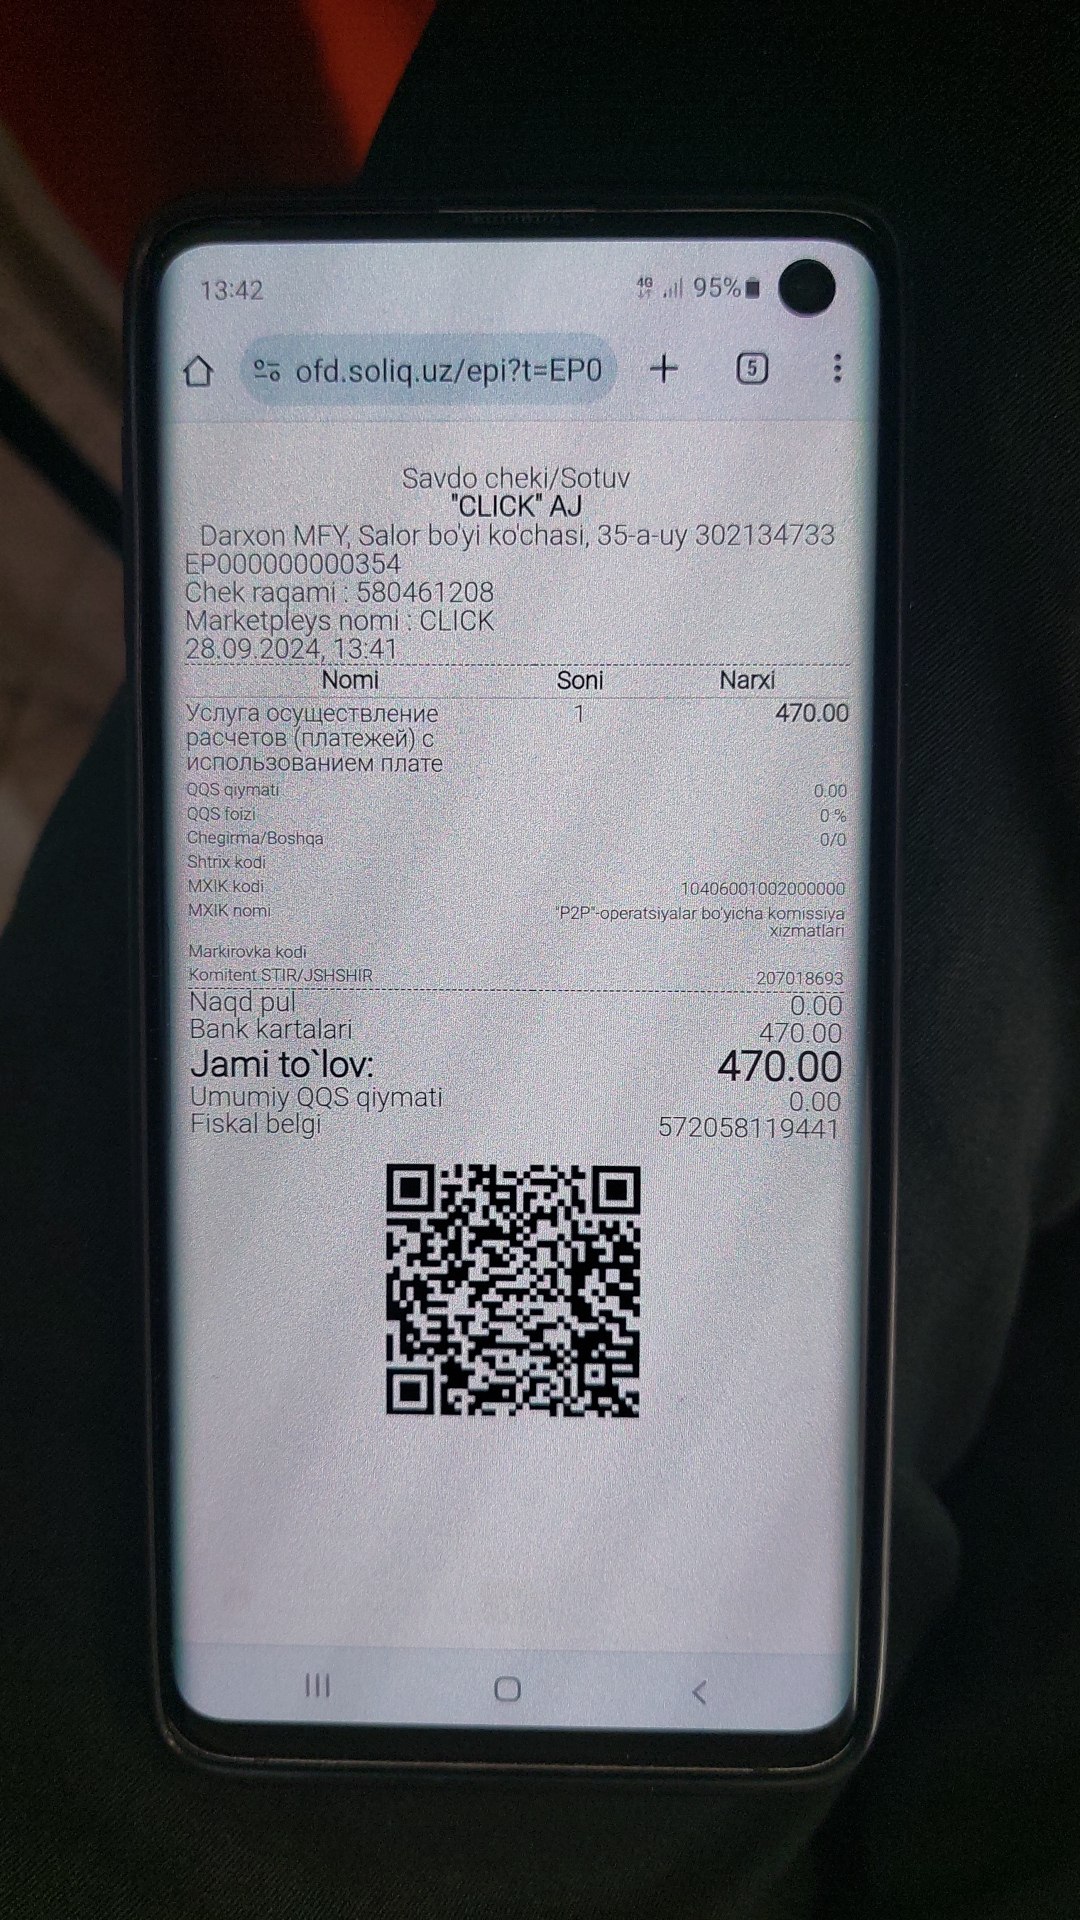 13:42
4G 95%
ofd.soliq.uz/epi?t=EP0
5
Savdo cheki/Sotuv
"CLICK" AJ
Darxon MFY, Salor bo'yi ko'chasi, 35-a-uy 302134733
EP000000000354
Chek raqami : 580461208
Marketpleys nomi : CLICK
28.09.2024, 13:41
Nomi Soni Narxi
Услуга осуществление 1 470.00
расчетов (платежей) с
использованием плате
QQS qiymati 0.00
QQS foizi 0 %
Chegirma/Boshqa 0/0
Shtrix kodi
MXIK kodi 10406001002000000
MXIK nomi "P2P"-operatsiyalar bo'yicha komissiya
xizmatlari
Markirovka kodi
Komitent STIR/JSHSHIR 207018693
Naqd pul 0.00
Bank kartalari 470.00
Jami to`lov: 470.00
Umumiy QQS qiymati 0.00
Fiskal belgi 572058119441